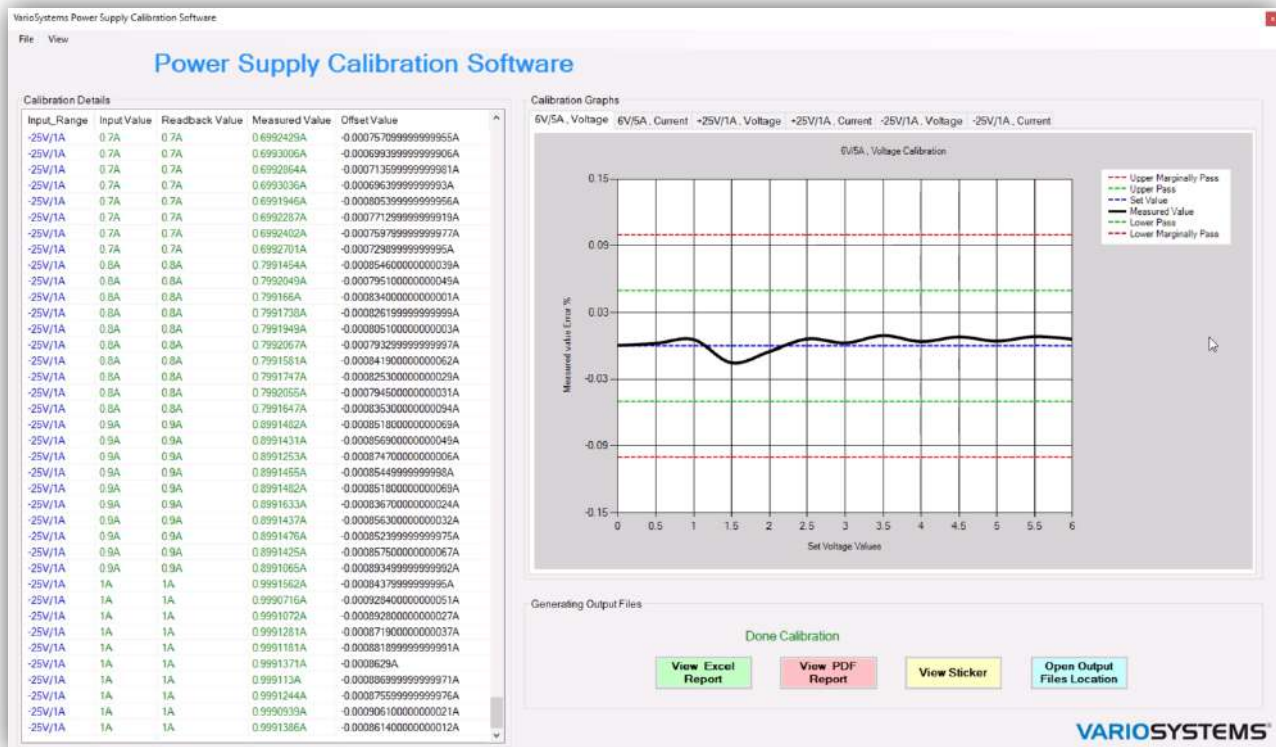 VarioSystems Power Supply Calibration Software
File View
Power Supply Calibration Software
Calibration Details
Input_Range Input Value Readback Value Measured Value Offset Value
-25V/1A 0.7A 0.7A 0.6992429A -0.000757099999999955A
-25V/1A 0.7A 0.7A 0.6993006A -0.000699399999999906A
-25V/1A 0.7A 0.7A 0.6992864A -0.000713599999999981A
-25V/1A 0.7A 0.7A 0.6993036A -0.00069639999999993A
-25V/1A 0.7A 0.7A 0.6991946A -0.000805399999999956A
-25V/1A 0.7A 0.7A 0.6992287A -0.000771299999999919A
-25V/1A 0.7A 0.7A 0.6992402A -0.000759799999999977A
-25V/1A 0.7A 0.7A 0.6992701A -0.00072989999999995A
-25V/1A 0.8A 0.8A 0.7991454A -0.000854600000000039A
-25V/1A 0.8A 0.8A 0.7992049A -0.000795100000000049A
-25V/1A 0.8A 0.8A 0.799166A -0.000834000000000001A
-25V/1A 0.8A 0.8A 0.7991738A -0.000826199999999999A
-25V/1A 0.8A 0.8A 0.7991949A -0.000805100000000003A
-25V/1A 0.8A 0.8A 0.7992067A -0.000793299999999997A
-25V/1A 0.8A 0.8A 0.7991581A -0.000841900000000062A
-25V/1A 0.8A 0.8A 0.7991747A -0.000825300000000029A
-25V/1A 0.8A 0.8A 0.7992055A -0.000794500000000031A
-25V/1A 0.8A 0.8A 0.7991647A -0.000835300000000094A
-25V/1A 0.9A 0.9A 0.8991482A -0.000851800000000069A
-25V/1A 0.9A 0.9A 0.8991431A -0.000856900000000049A
-25V/1A 0.9A 0.9A 0.8991253A -0.000874700000000006A
-25V/1A 0.9A 0.9A 0.8991455A -0.00085449999999998A
-25V/1A 0.9A 0.9A 0.8991482A -0.000851800000000069A
-25V/1A 0.9A 0.9A 0.8991633A -0.000836700000000024A
-25V/1A 0.9A 0.9A 0.8991437A -0.000856300000000032A
-25V/1A 0.9A 0.9A 0.8991476A -0.000852399999999975A
-25V/1A 0.9A 0.9A 0.8991425A -0.000857500000000067A
-25V/1A 0.9A 0.9A 0.8991065A -0.000893499999999992A
-25V/1A 1A 1A 0.9991562A -0.00084379999999995A
-25V/1A 1A 1A 0.9990716A -0.000928400000000051A
-25V/1A 1A 1A 0.9991072A -0.000892800000000027A
-25V/1A 1A 1A 0.9991281A -0.000871900000000037A
-25V/1A 1A 1A 0.9991181A -0.000881899999999991A
-25V/1A 1A 1A 0.9991371A -0.0008629A
-25V/1A 1A 1A 0.999113A -0.000886999999999971A
-25V/1A 1A 1A 0.9991244A -0.000875599999999976A
-25V/1A 1A 1A 0.9990939A -0.000906100000000021A
-25V/1A 1A 1A 0.9991386A -0.000861400000000012A
Calibration Graphs
6V/5A , Voltage 6V/5A , Current +25V/1A , Voltage +25V/1A , Current -25V/1A , Voltage -25V/1A , Current
6V/5A , Voltage Calibration
Measured value Error %
0.15
0.09
0.03
-0.03
-0.09
-0.15
0 0.5 1 1.5 2 2.5 3 3.5 4 4.5 5 5.5 6
Set Voltage Values
Upper Marginally Pass
Upper Pass
Set Value
Measured Value
Lower Pass
Lower Marginally Pass
Generating Output Files
Done Calibration
View Excel Report
View PDF Report
View Sticker
Open Output Files Location
VARIOSYSTEMS